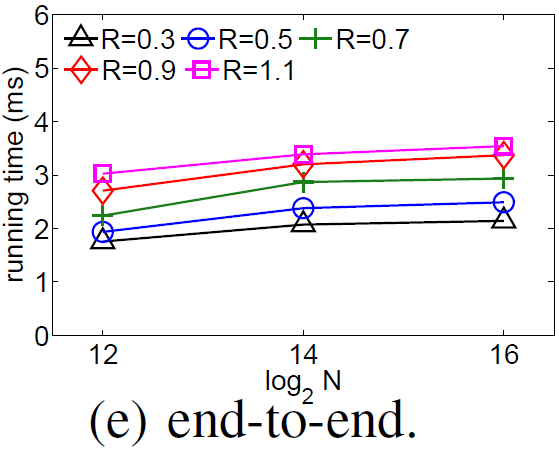 6
R=0.3 R=0.5 R=0.7
R=0.9 R=1.1
5
4
3
2
1
0
running time (ms)
12 14 16
log2 N
(e) end-to-end.